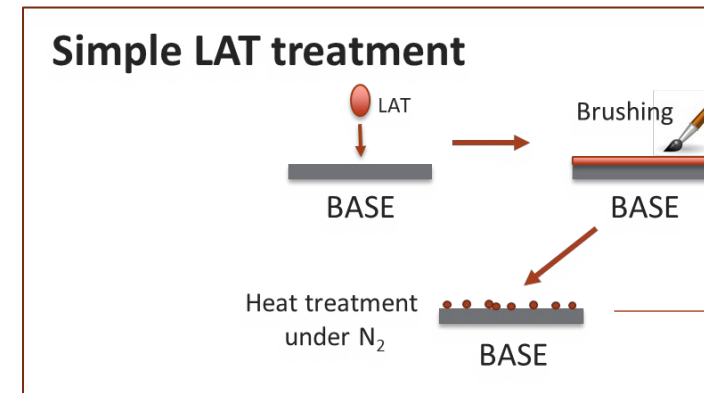 Simple LAT treatment
LAT
Brushing
BASE
BASE
Heat treatment
under N₂
BASE